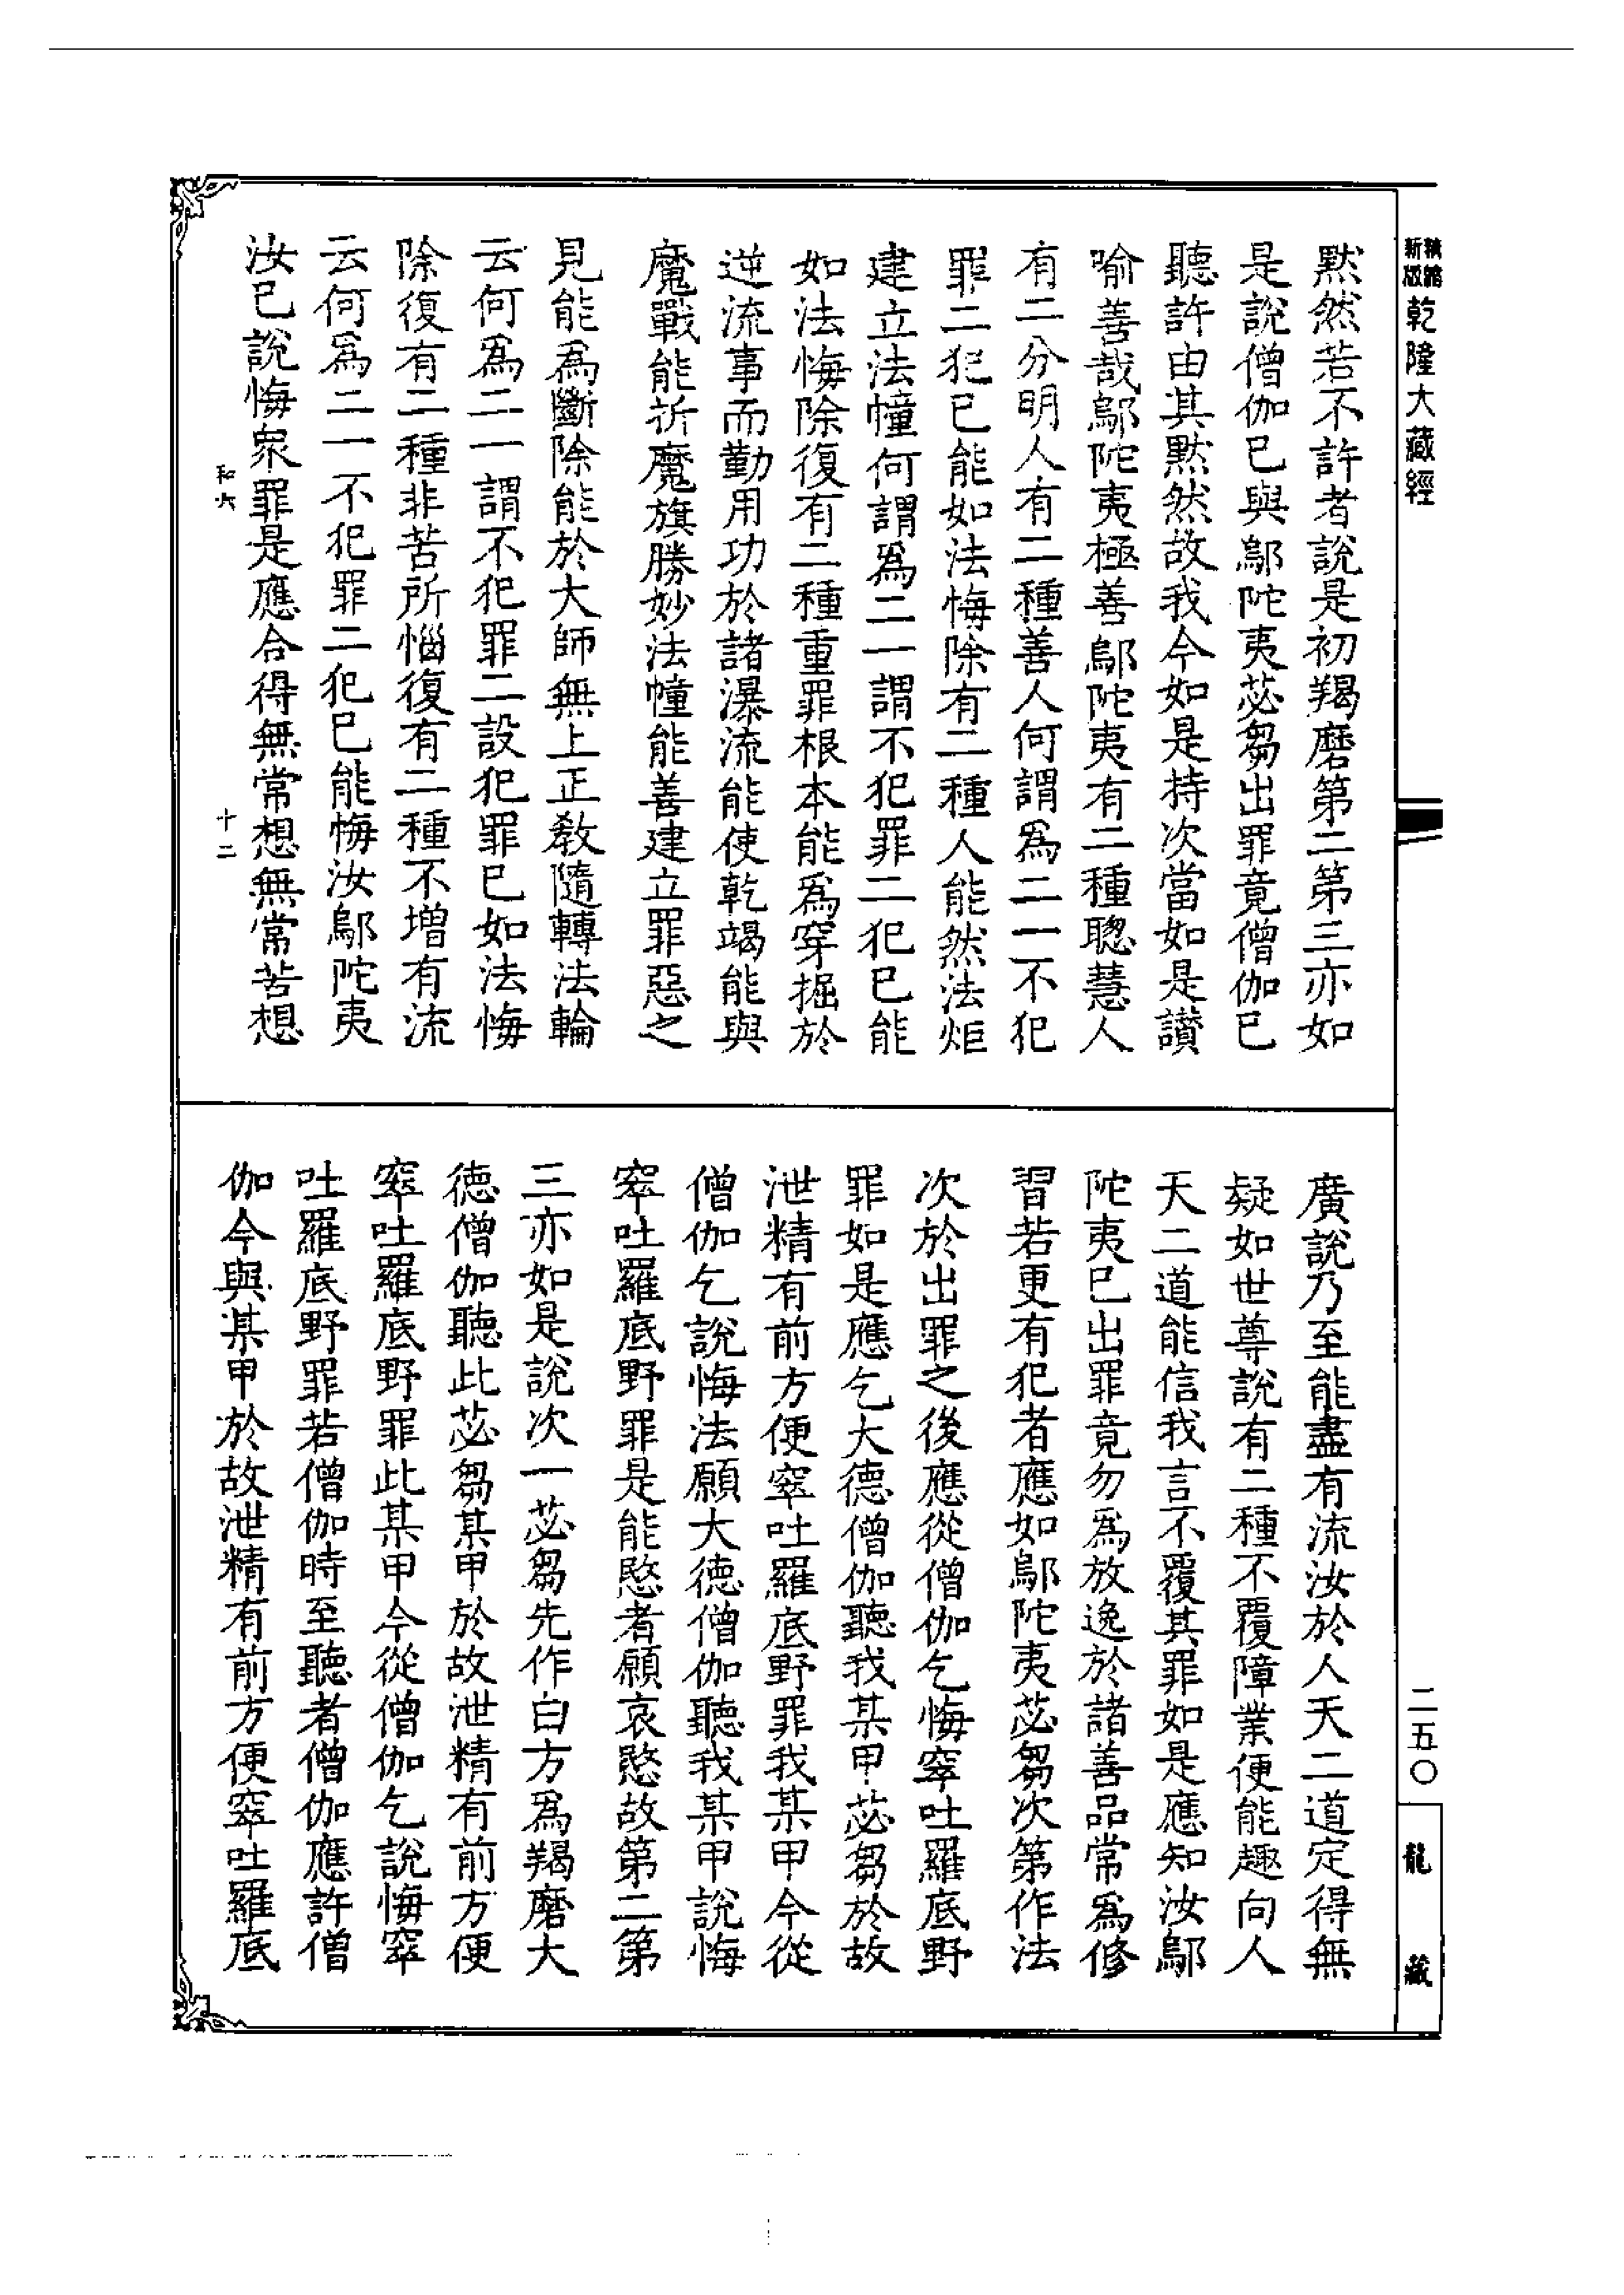 精縮新版 乾隆大藏經
二五〇
龍藏
默然若不許者說是初羯磨第二第三亦如
是說僧伽已與鄔陀夷苾芻出罪竟僧伽已
聽許由其默然故我今如是持次當如是讚
喻善哉鄔陀夷極善鄔陀夷有二種聰慧人
有二分明人有二種善人何謂爲二一不犯
罪二犯已能如法悔除有二種人能然法炬
建立法幢何謂爲二一謂不犯罪二犯已能
如法悔除復有二種重罪根本能爲穿掘於
逆流事而勤用功於諸瀑流能使乾竭能與
魔戰能折魔旗勝妙法幢能善建立罪惡之
見能爲斷除能於大師無上正教隨轉法輪
云何爲二一謂不犯罪二設犯罪已如法悔
除復有二種非苦所惱復有二種不增有流
云何爲二一不犯罪二犯已能悔汝鄔陀夷
汝已說悔衆罪是應合得無常想無常苦想
和六 十二
廣說乃至能盡有流汝於人天二道定得無
疑如世尊說有二種不覆障業便能趣向人
天二道能信我言不覆其罪如是應知汝鄔
陀夷已出罪竟勿爲放逸於諸善品常爲修
習若更有犯者應如鄔陀夷苾芻次第作法
次於出罪之後應從僧伽乞悔窣吐羅底野
罪如是應乞大德僧伽聽我某甲苾芻於故
泄精有前方便窣吐羅底野罪我某甲今從
僧伽乞說悔法願大德僧伽聽我某甲說悔
窣吐羅底野罪是能愍者願哀愍故第二第
三亦如是說次一苾芻先作白方爲羯磨大
德僧伽聽此苾芻某甲於故泄精有前方便
窣吐羅底野罪此某甲今從僧伽乞說悔窣
吐羅底野罪若僧伽時至聽者僧伽應許僧
伽今與某甲於故泄精有前方便窣吐羅底